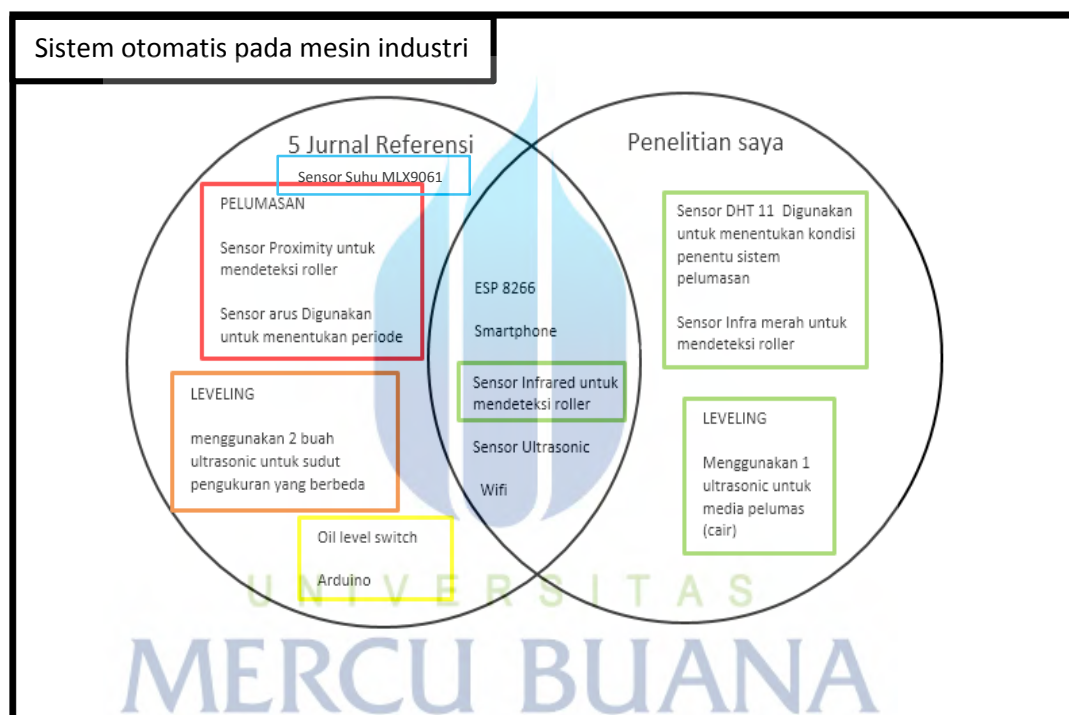 Sistem otomatis pada mesin industri
5 Jurnal Referensi
Sensor Suhu MLX9061
PELUMASAN
Sensor Proximity untuk
mendeteksi roller
Sensor arus Digunakan
untuk menentukan periode
LEVELING
menggunakan 2 buah
ultrasonic untuk sudut
pengukuran yang berbeda
Oil level switch
Arduino
ESP 8266
Smartphone
Sensor Infrared untuk
mendeteksi roller
Sensor Ultrasonic
Wifi
Penelitian saya
Sensor DHT 11 Digunakan
untuk menentukan kondisi
penentu sistem
pelumasan
Sensor Infra merah untuk
mendeteksi roller
LEVELING
Menggunakan 1
ultrasonic untuk
media pelumas
(cair)
UNIVERSITAS
MERCU BUANA